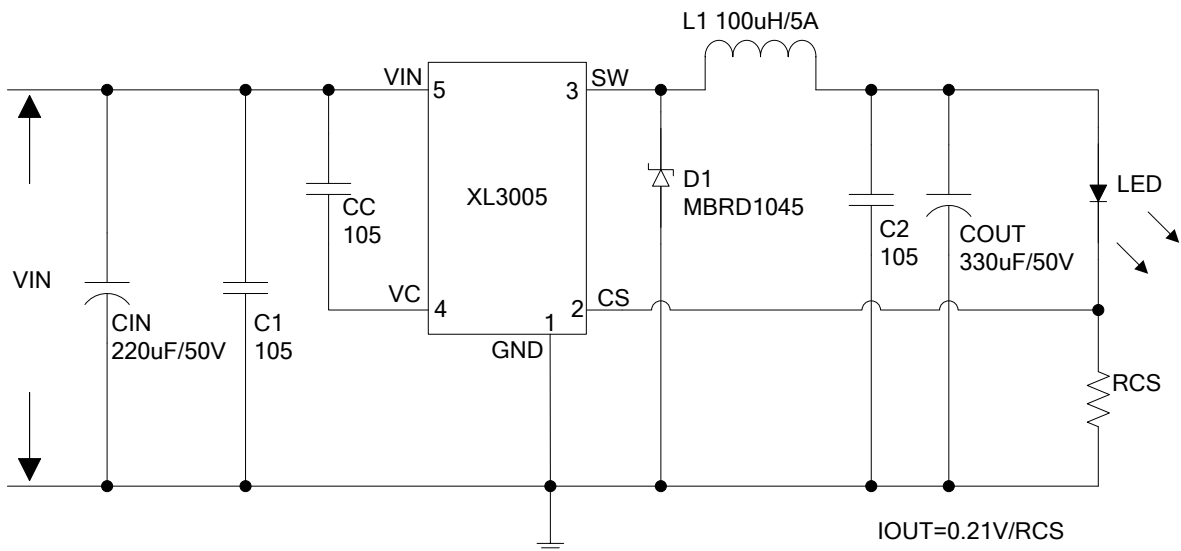 L1 100uH/5A
VIN
5
3
SW
XL3005
D1
MBRD1045
CC
105
LED
C2
105
COUT
330uF/50V
VIN
VC
4
2
CS
1
GND
CIN
220uF/50V
C1
105
RCS
IOUT=0.21V/RCS